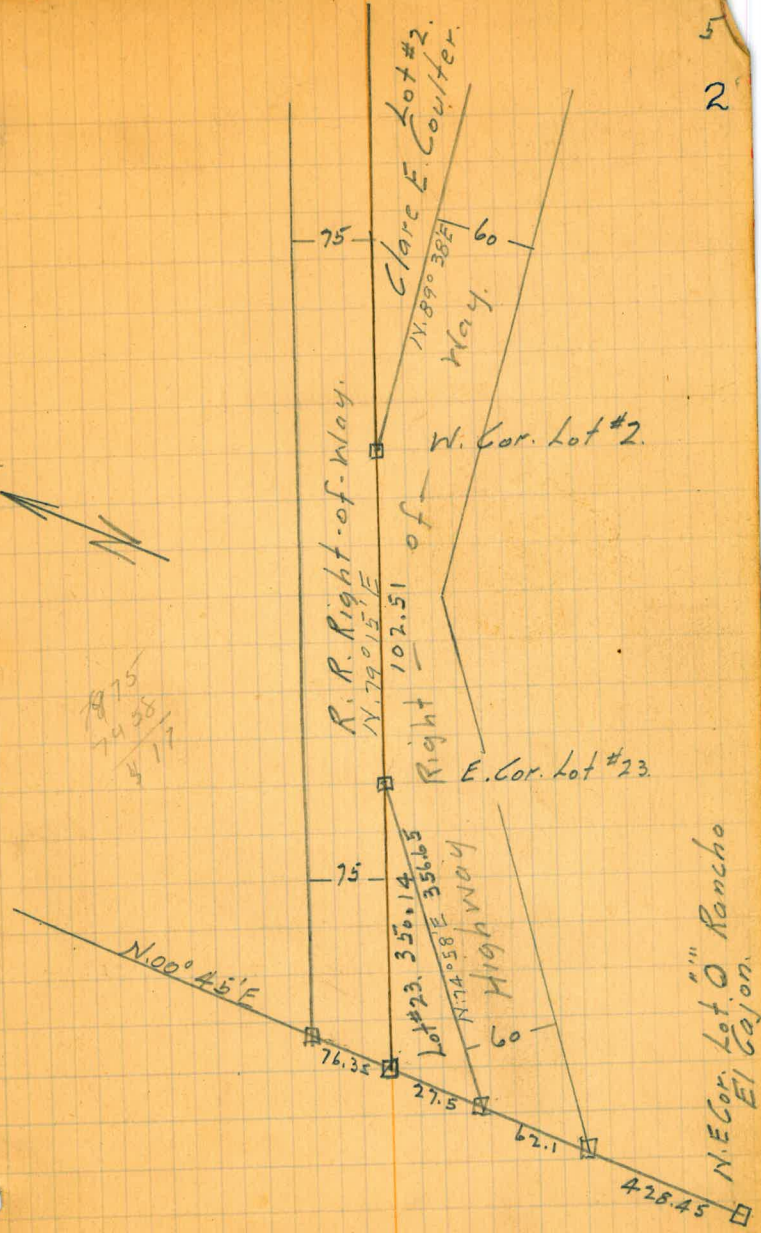 5
2
Lot #2.
Clare E. Coulter.
75
N.89°38'E
60
Way.
R. R. Right-of-Way.
N.79°15'E
W. Cor. Lot #2.
102.51
Right - of -
N
7458
417
E. Cor. Lot #23.
75
Lot #23. 350.14
N.74°58'E 356.65
Highway
60
N.00°45'E
76.35
27.5
62.1
428.45
N.E Cor. Lot "O" Rancho
El Cajon.